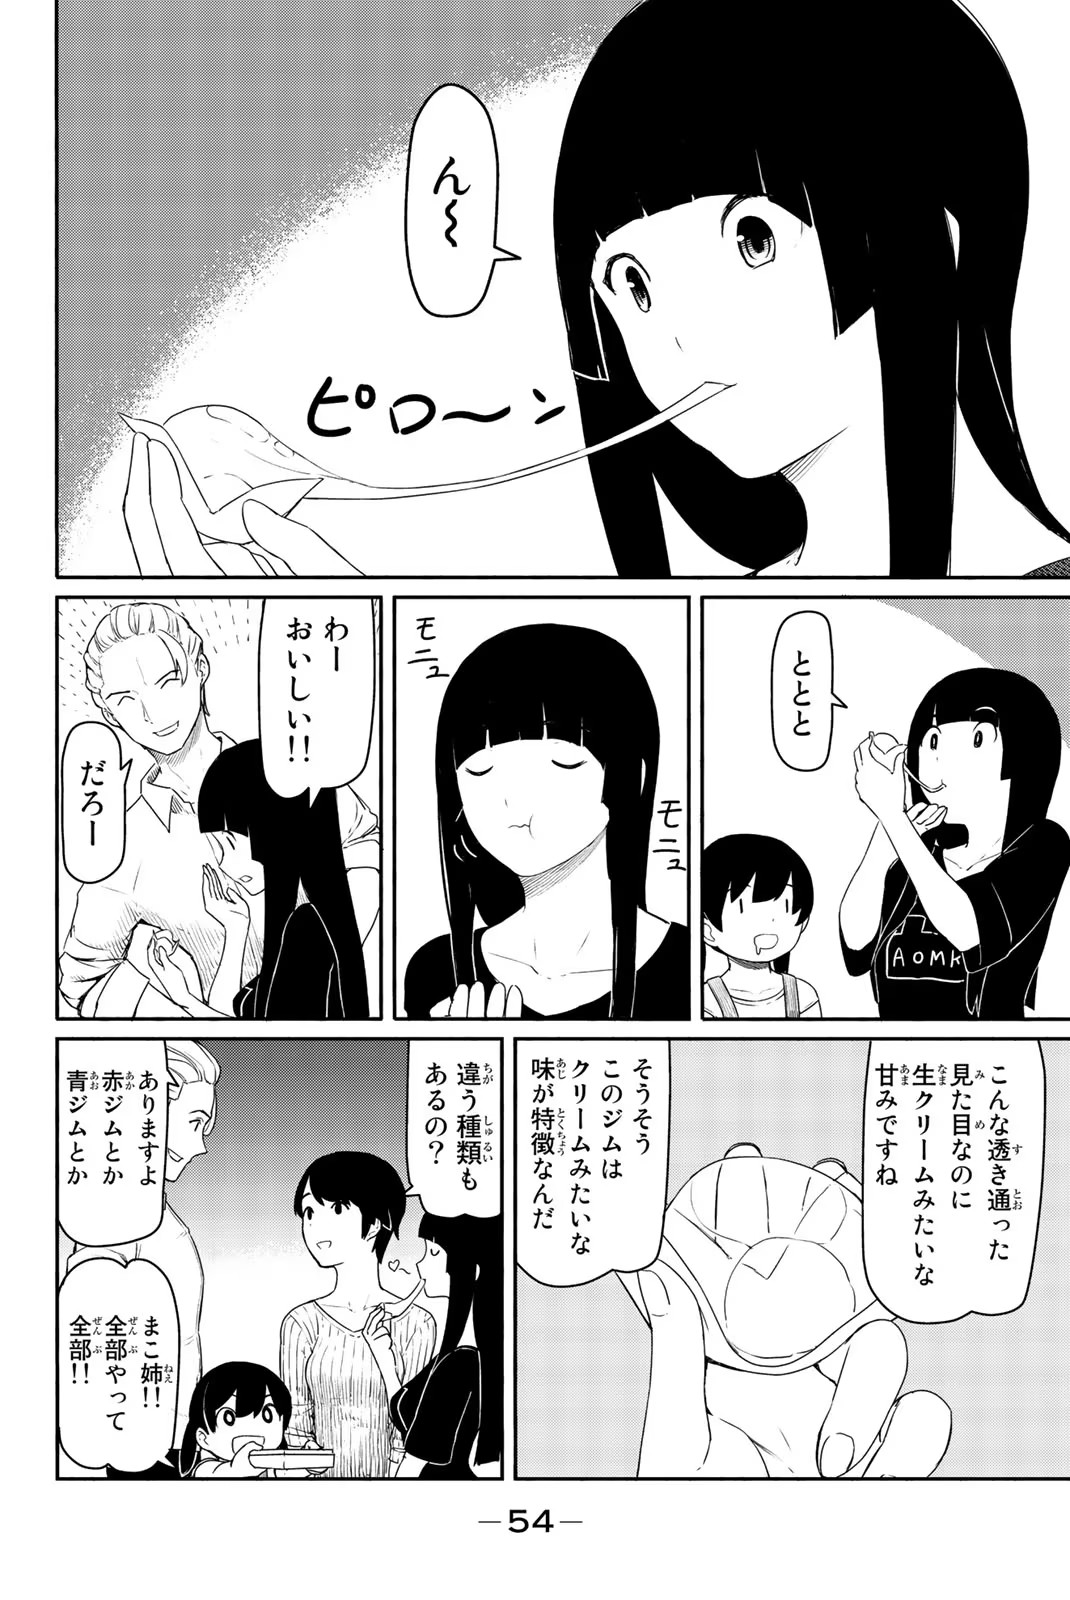 ん〜
ピロ〜ン
ととと
AOMK
モニュ
モニュ
わー
おいしい!!
だろー
こんな透き通った
見た目なのに
生クリームみたいな
甘みですね
そうそう
このジムは
クリームみたいな
味が特徴なんだ
違う種類も
あるの?
ありますよ
赤ジムとか
青ジムとか
まこ姉!!
全部やって
全部!!
—54—